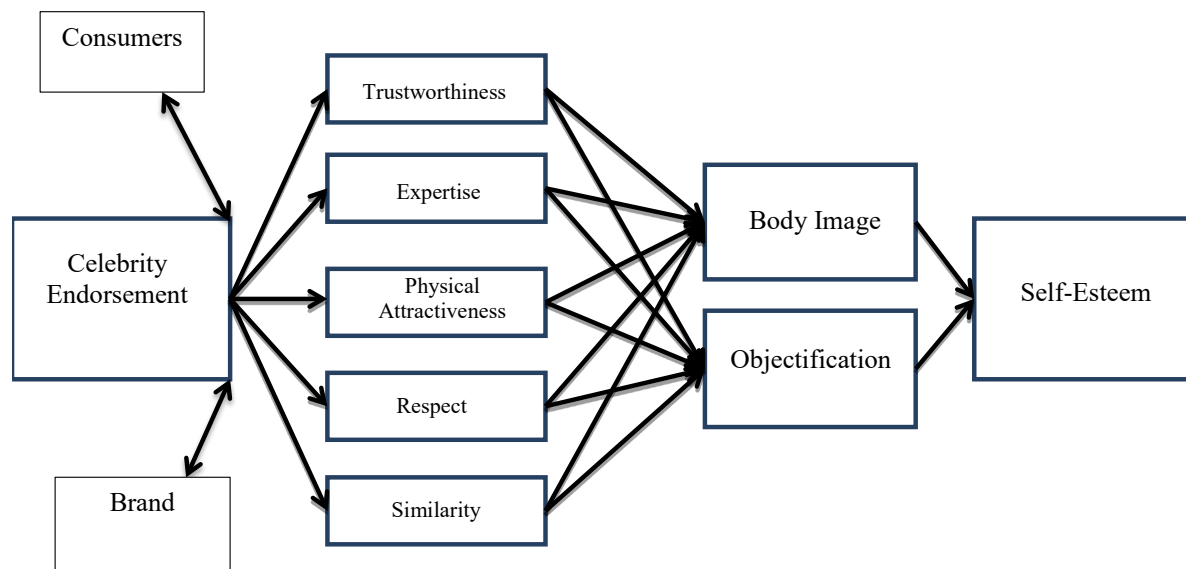 Consumers
Trustworthiness
Expertise
Celebrity
Endorsement
Physical
Attractiveness
Respect
Similarity
Brand
Body Image
Objectification
Self-Esteem